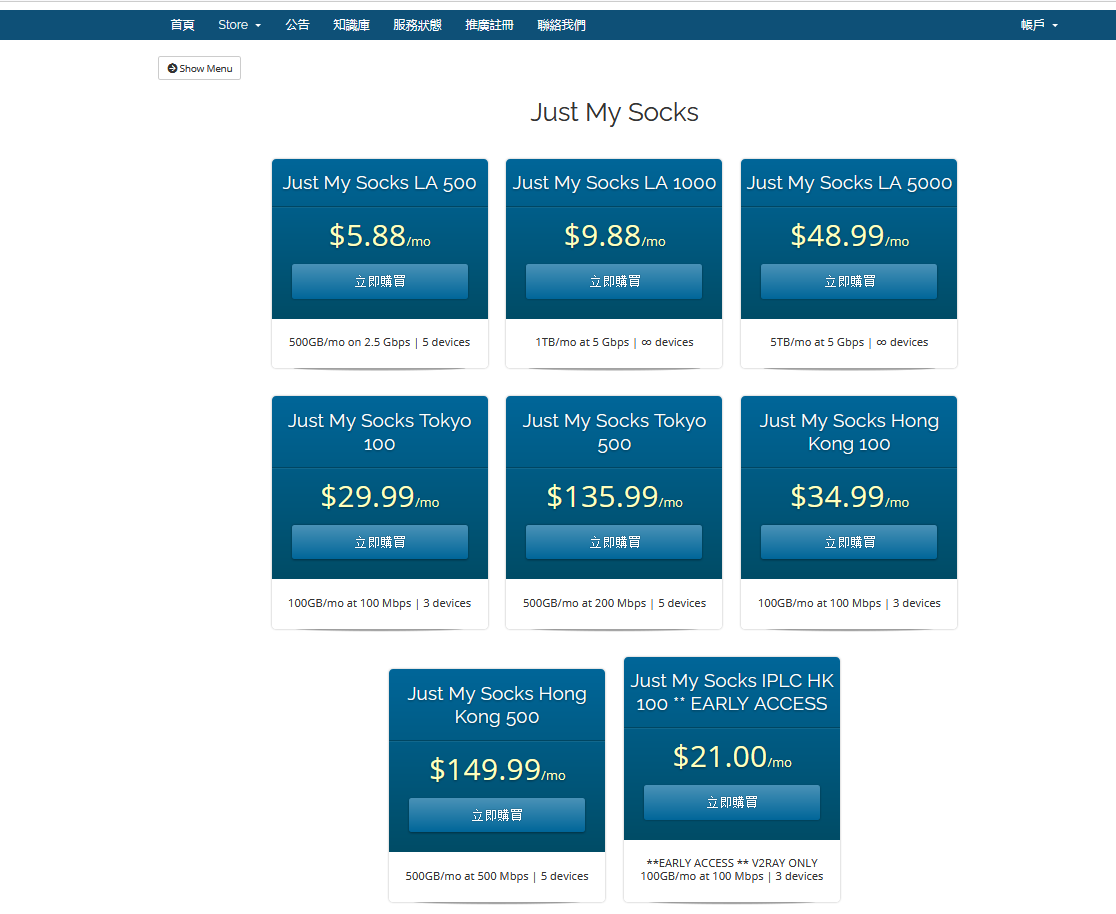 首頁 Store 公告 知識庫 服務狀態 推廣註冊 聯絡我們 帳戶
Show Menu
Just My Socks
Just My Socks LA 500
$5.88/mo
立即購買
500GB/mo on 2.5 Gbps | 5 devices
Just My Socks LA 1000
$9.88/mo
立即購買
1TB/mo at 5 Gbps | ∞ devices
Just My Socks LA 5000
$48.99/mo
立即購買
5TB/mo at 5 Gbps | ∞ devices
Just My Socks Tokyo
100
$29.99/mo
立即購買
100GB/mo at 100 Mbps | 3 devices
Just My Socks Tokyo
500
$135.99/mo
立即購買
500GB/mo at 200 Mbps | 5 devices
Just My Socks Hong
Kong 100
$34.99/mo
立即購買
100GB/mo at 100 Mbps | 3 devices
Just My Socks Hong
Kong 500
$149.99/mo
立即購買
500GB/mo at 500 Mbps | 5 devices
Just My Socks IPLC HK
100 ** EARLY ACCESS
$21.00/mo
立即購買
**EARLY ACCESS ** V2RAY ONLY
100GB/mo at 100 Mbps | 3 devices